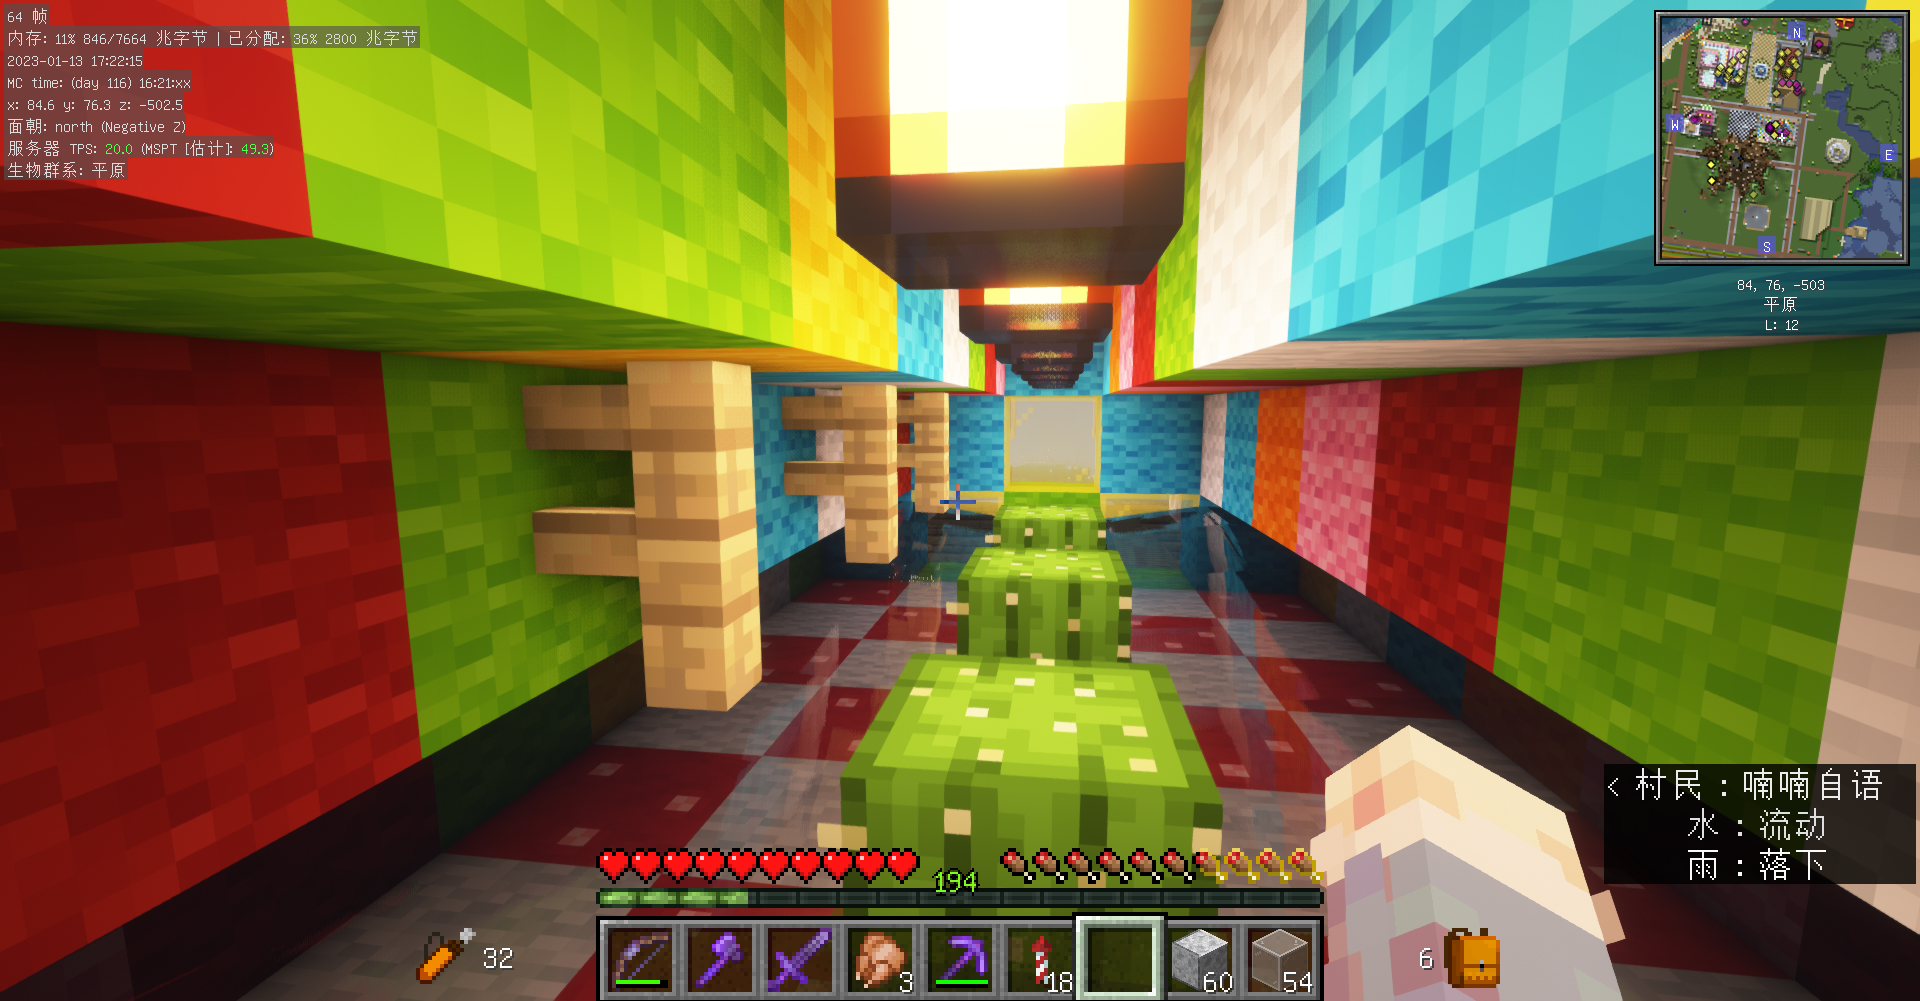 64 帧
内存: 11% 846/7664 兆字节 | 已分配: 36% 2800 兆字节
2023-01-13 17:22:15
MC time: (day 116) 16:21:xx
x: 84.6 y: 76.3 z: -502.5
面朝: north (Negative Z)
服务器 TPS: 20.0 (MSPT [估计]: 49.3)
生物群系: 平原
N
W
E
S
84, 76, -503
平原
L: 12
< 村民：喃喃自语
水：流动
雨：落下
194
32
3
18
60
54
6